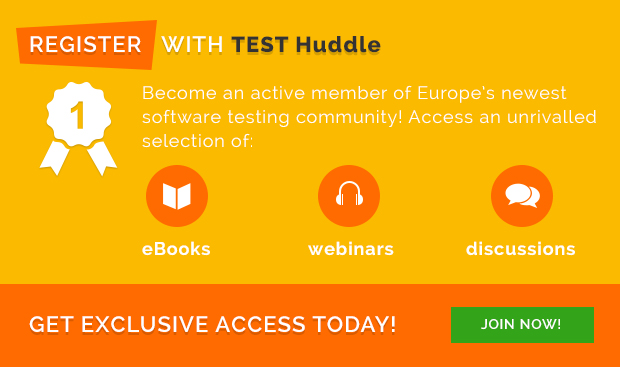 REGISTER WITH TEST Huddle
1
Become an active member of Europe's newest
software testing community! Access an unrivalled
selection of:
eBooks webinars discussions
GET EXCLUSIVE ACCESS TODAY!
JOIN NOW!